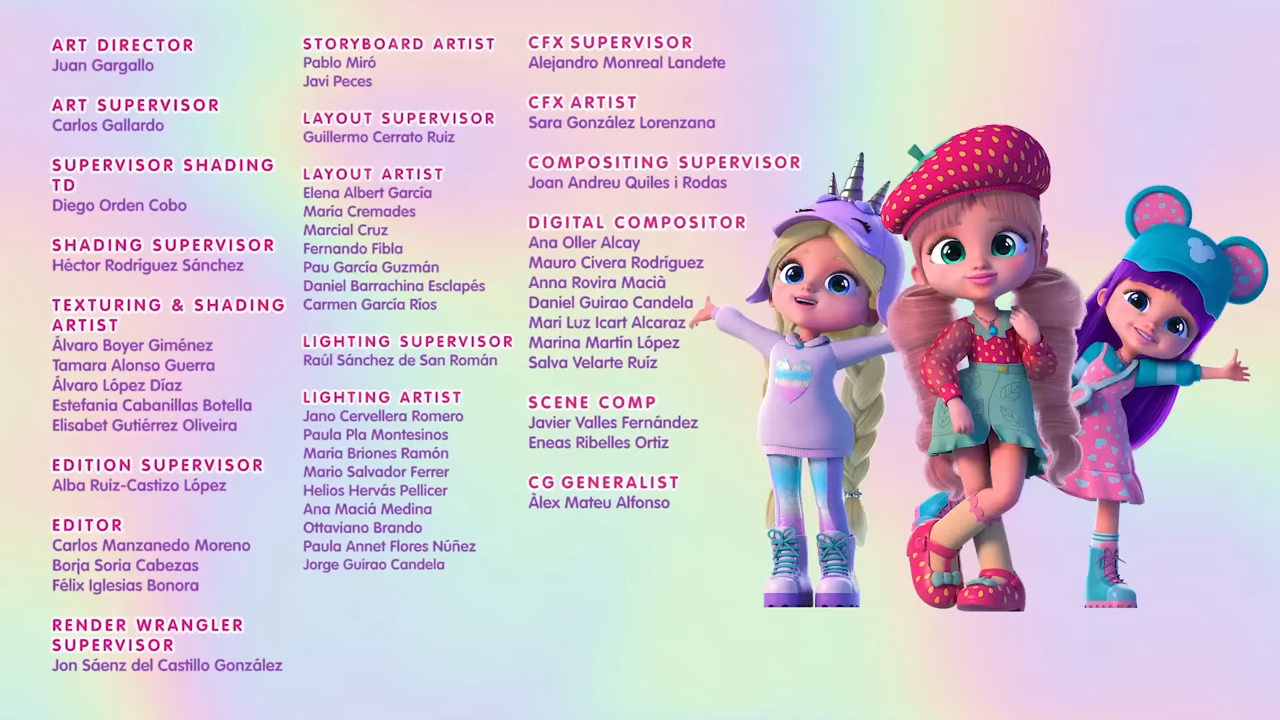 ART DIRECTOR
Juan Gargallo
ART SUPERVISOR
Carlos Gallardo
SUPERVISOR SHADING
TD
Diego Orden Cobo
SHADING SUPERVISOR
Héctor Rodríguez Sánchez
TEXTURING & SHADING
ARTIST
Álvaro Boyer Giménez
Tamara Alonso Guerra
Álvaro López Díaz
Estefania Cabanillas Botella
Elisabet Gutiérrez Oliveira
EDITION SUPERVISOR
Alba Ruiz-Castizo López
EDITOR
Carlos Manzanedo Moreno
Borja Soria Cabezas
Félix Iglesias Bonora
RENDER WRANGLER
SUPERVISOR
Jon Sáenz del Castillo González
STORYBOARD ARTIST
Pablo Miró
Javi Peces
LAYOUT SUPERVISOR
Guillermo Cerrato Ruiz
LAYOUT ARTIST
Elena Albert García
María Cremades
Marcial Cruz
Fernando Fibla
Pau García Guzmán
Daniel Barrachina Esclapés
Carmen García Ríos
LIGHTING SUPERVISOR
Raúl Sánchez de San Román
LIGHTING ARTIST
Jano Cervellera Romero
Paula Pla Montesinos
Maria Briones Ramón
Mario Salvador Ferrer
Helios Hervás Pellicer
Ana Maciá Medina
Ottaviano Brando
Paula Annet Flores Núñez
Jorge Guirao Candela
CFX SUPERVISOR
Alejandro Monreal Landete
CFX ARTIST
Sara González Lorenzana
COMPOSITING SUPERVISOR
Joan Andreu Quiles i Rodas
DIGITAL COMPOSITOR
Ana Oller Alcay
Mauro Civera Rodríguez
Anna Rovira Macià
Daniel Guirao Candela
Mari Luz Icart Alcaraz
Marina Martín López
Salva Velarte Ruíz
SCENE COMP
Javier Valles Fernández
Eneas Ribelles Ortiz
CG GENERALIST
Àlex Mateu Alfonso